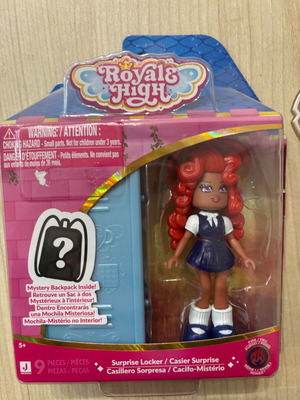 Royale
High
WARNING: / ATTENTION :
CHOKING HAZARD - Small parts. Not for children under 3 years.
DANGER D'ÉTOUFFEMENT - Petits éléments. Ne convient pas
aux enfants de moins de 36 mois.
?
Mystery Backpack Inside!
Retrouve un Sac à dos
Mystérieux à l'intérieur!
Dentro Encontrarás
una Mochila Misteriosa!
Mochila-Mistério no Interior!
5+
9 PIECES / PIÈCES
PIEZAS / PEÇAS
Surprise Locker / Casier Surprise
Casillero Sorpresa / Cacifo-Mistério